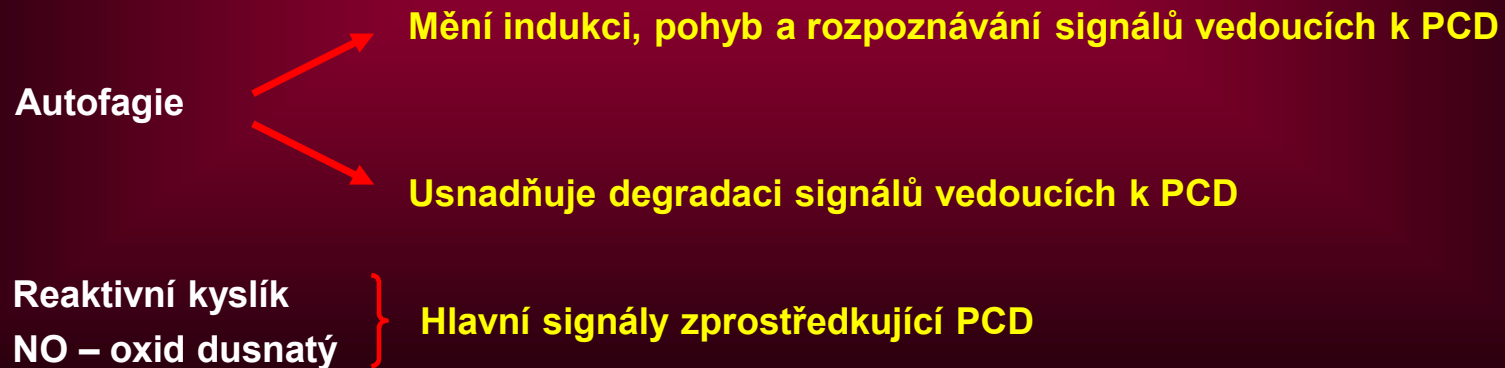 Mění indukci, pohyb a rozpoznávání signálů vedoucích k PCD
Autofagie
Usnadňuje degradaci signálů vedoucích k PCD
Reaktivní kyslík
NO – oxid dusnatý
Hlavní signály zprostředkující PCD